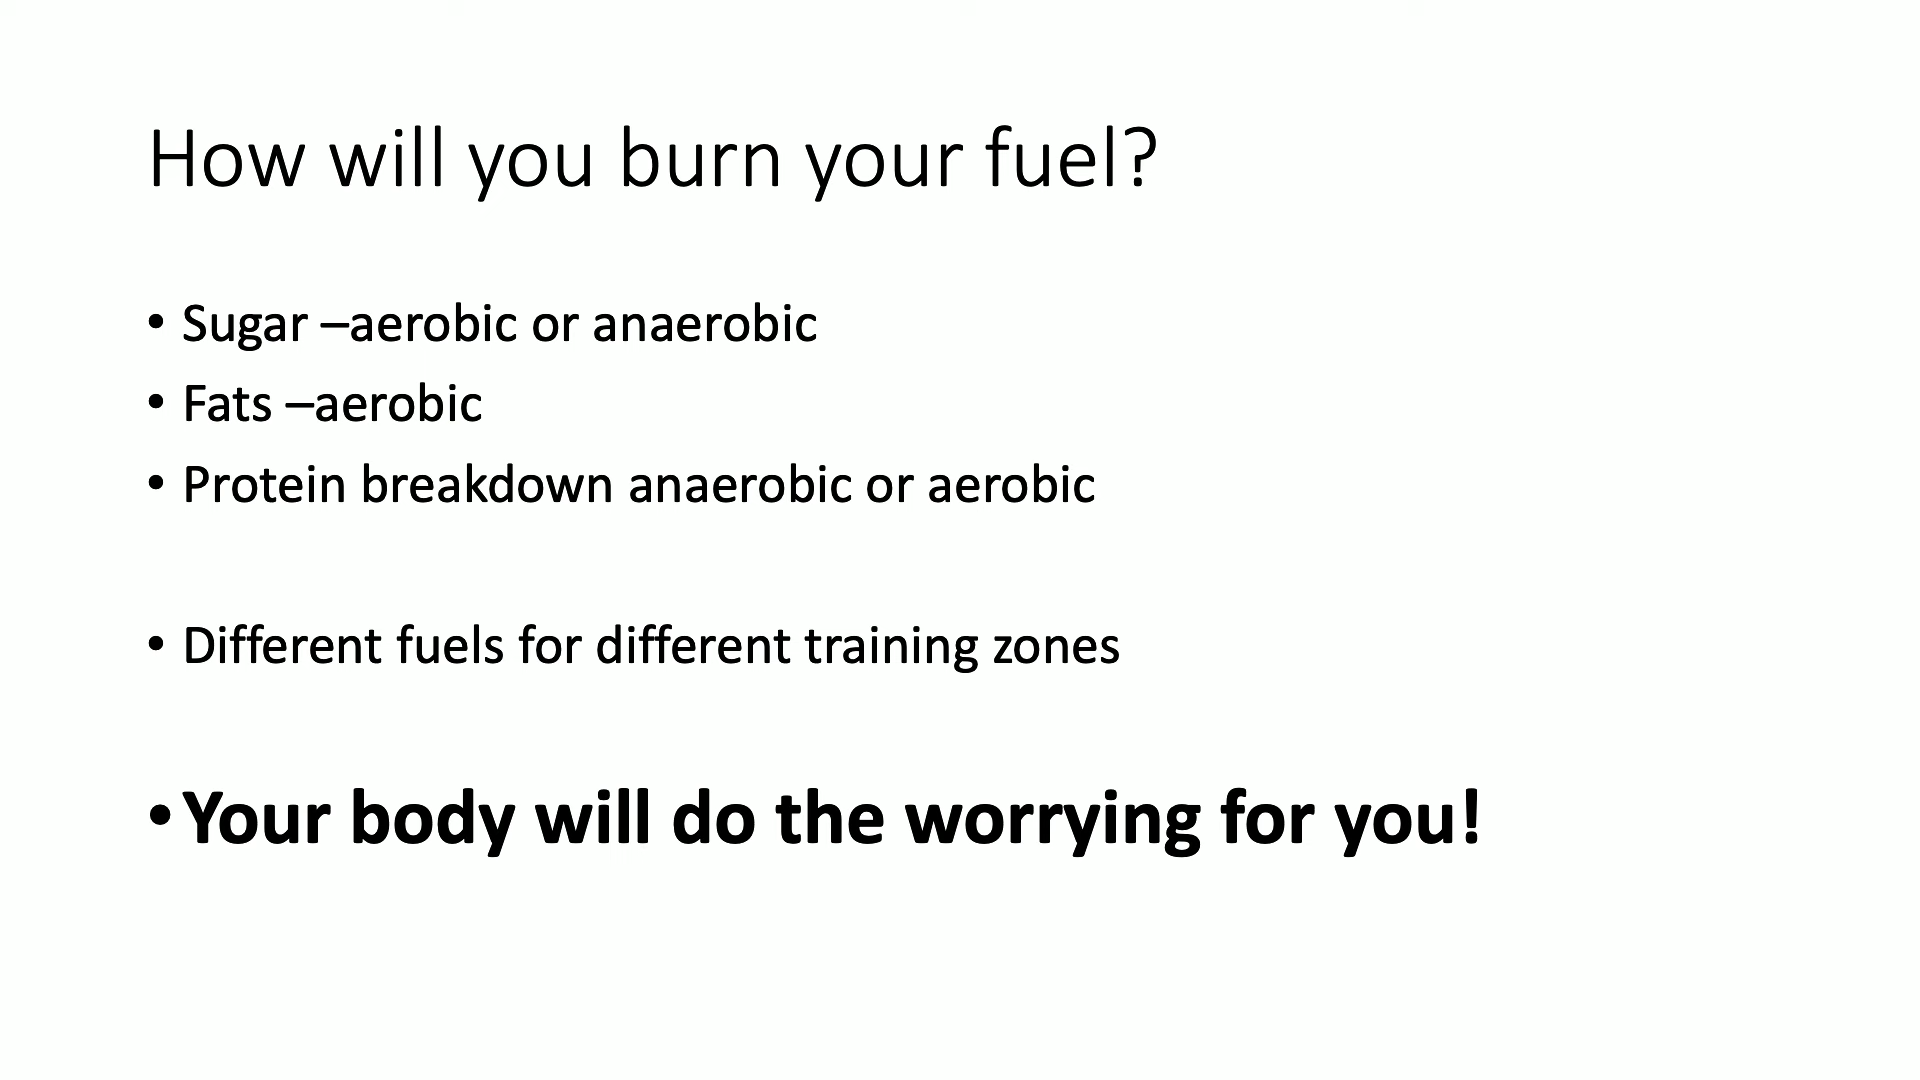 How will you burn your fuel?
• Sugar –aerobic or anaerobic
• Fats –aerobic
• Protein breakdown anaerobic or aerobic
• Different fuels for different training zones
• Your body will do the worrying for you!